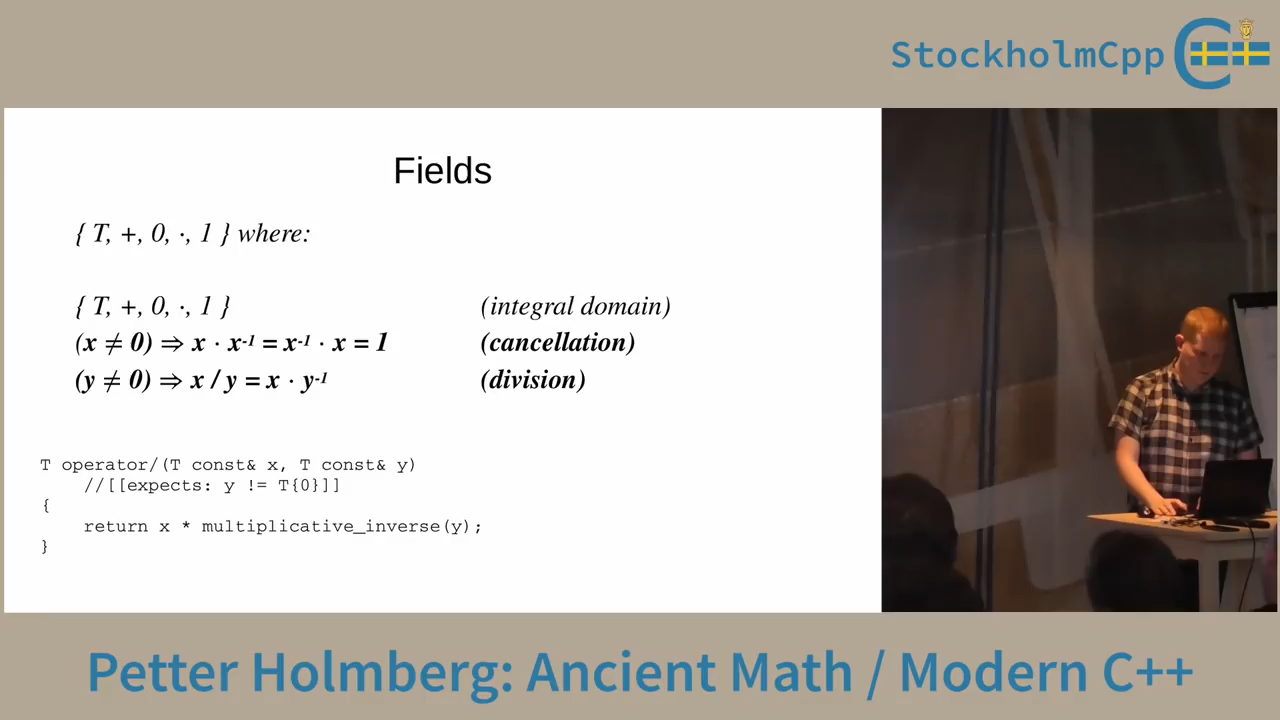 StockholmCpp
Fields
{ T, +, 0, ·, 1 } where:
{ T, +, 0, ·, 1 } (integral domain)
(x ≠ 0) ⇒ x · x⁻¹ = x⁻¹ · x = 1 (cancellation)
(y ≠ 0) ⇒ x / y = x · y⁻¹ (division)
T operator/(T const& x, T const& y)
//[[expects: y != T{0}]]
{
return x * multiplicative_inverse(y);
}
Petter Holmberg: Ancient Math / Modern C++